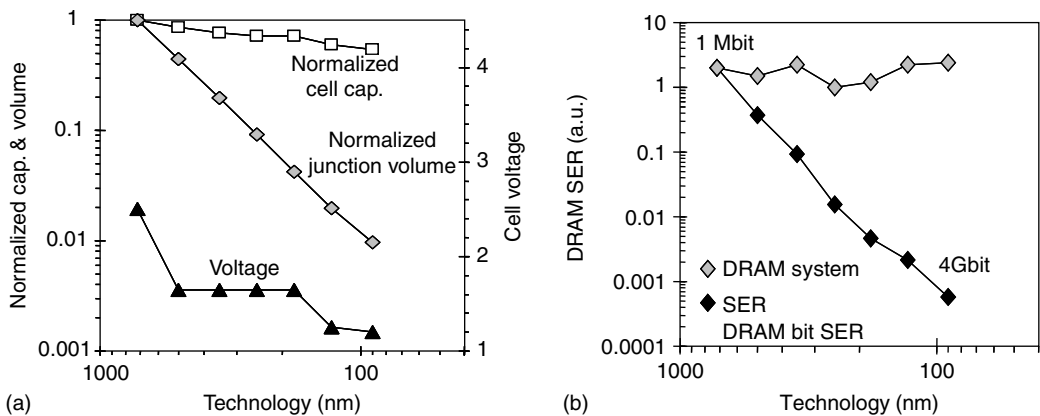 1
0.1
0.01
0.001
Normalized cap. & volume
Normalized
cell cap.
Normalized
junction volume
Voltage
4
3
2
1
Cell voltage
1000
100
Technology (nm)
(a)
10
1
0.1
0.01
0.001
0.0001
DRAM SER (a.u.)
1 Mbit
4Gbit
DRAM system
SER
DRAM bit SER
1000
100
Technology (nm)
(b)